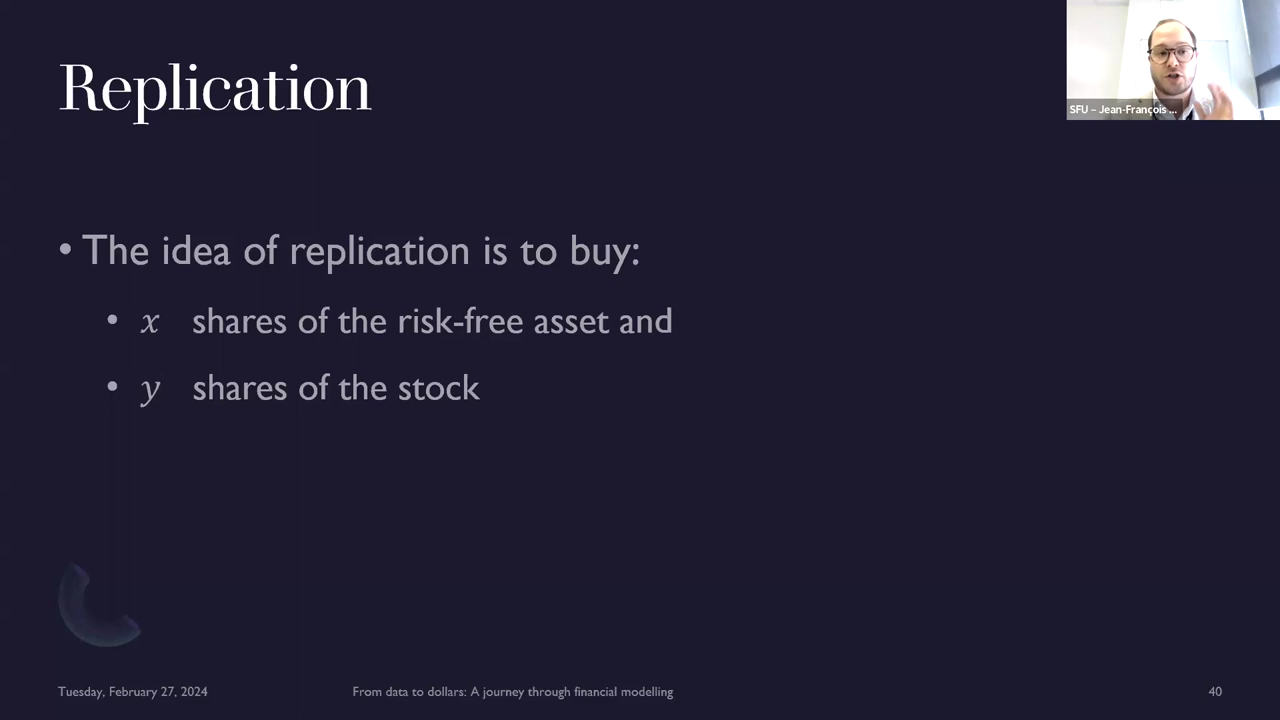 Replication
SFU – Jean-François ...
• The idea of replication is to buy:
• x shares of the risk-free asset and
• y shares of the stock
Tuesday, February 27, 2024
From data to dollars: A journey through financial modelling
40